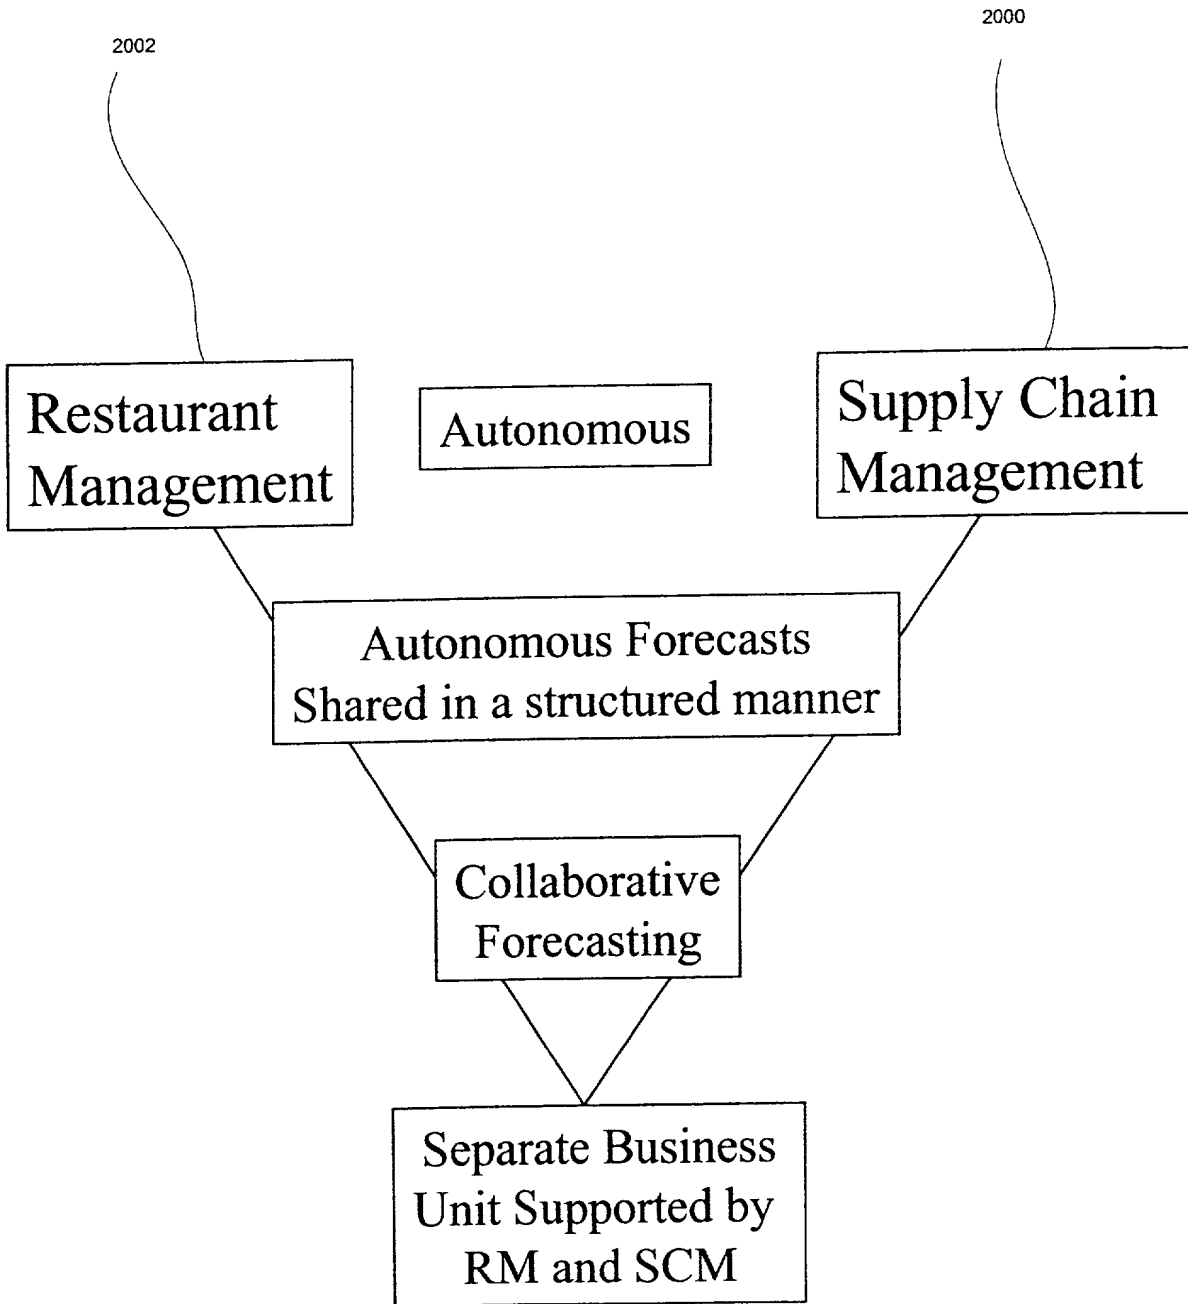 2002
2000
Restaurant
Management
Autonomous
Supply Chain
Management
Autonomous Forecasts
Shared in a structured manner
Collaborative
Forecasting
Separate Business
Unit Supported by
RM and SCM